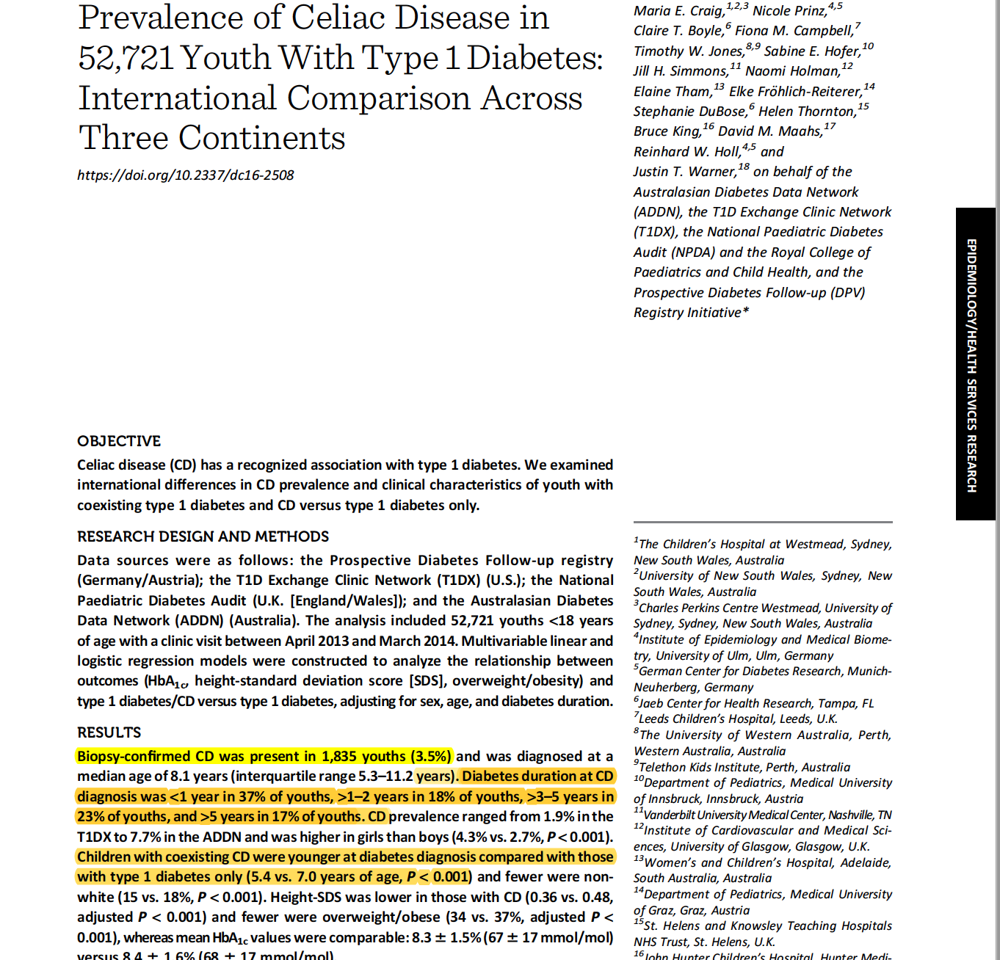 Prevalence of Celiac Disease in
52,721 Youth With Type 1 Diabetes:
International Comparison Across
Three Continents
https://doi.org/10.2337/dc16-2508
Maria E. Craig,1,2,3 Nicole Prinz,4,5
Claire T. Boyle,6 Fiona M. Campbell,7
Timothy W. Jones,8,9 Sabine E. Hofer,10
Jill H. Simmons,11 Naomi Holman,12
Elaine Tham,13 Elke Fröhlich-Reiterer,14
Stephanie DuBose,6 Helen Thornton,15
Bruce King,16 David M. Maahs,17
Reinhard W. Holl,4,5 and
Justin T. Warner,18 on behalf of the
Australasian Diabetes Data Network
(ADDN), the T1D Exchange Clinic Network
(T1DX), the National Paediatric Diabetes
Audit (NPDA) and the Royal College of
Paediatrics and Child Health, and the
Prospective Diabetes Follow-up (DPV)
Registry Initiative*
EPIDEMIOLOGY/HEALTH SERVICES RESEARCH
OBJECTIVE
Celiac disease (CD) has a recognized association with type 1 diabetes. We examined
international differences in CD prevalence and clinical characteristics of youth with
coexisting type 1 diabetes and CD versus type 1 diabetes only.
RESEARCH DESIGN AND METHODS
Data sources were as follows: the Prospective Diabetes Follow-up registry
(Germany/Austria); the T1D Exchange Clinic Network (T1DX) (U.S.); the National
Paediatric Diabetes Audit (U.K. [England/Wales]); and the Australasian Diabetes
Data Network (ADDN) (Australia). The analysis included 52,721 youths <18 years
of age with a clinic visit between April 2013 and March 2014. Multivariable linear and
logistic regression models were constructed to analyze the relationship between
outcomes (HbA1c, height-standard deviation score [SDS], overweight/obesity) and
type 1 diabetes/CD versus type 1 diabetes, adjusting for sex, age, and diabetes duration.
RESULTS
Biopsy-confirmed CD was present in 1,835 youths (3.5%) and was diagnosed at a
median age of 8.1 years (interquartile range 5.3–11.2 years). Diabetes duration at CD
diagnosis was <1 year in 37% of youths, >1–2 years in 18% of youths, >3–5 years in
23% of youths, and >5 years in 17% of youths. CD prevalence ranged from 1.9% in the
T1DX to 7.7% in the ADDN and was higher in girls than boys (4.3% vs. 2.7%, P < 0.001).
Children with coexisting CD were younger at diabetes diagnosis compared with those
with type 1 diabetes only (5.4 vs. 7.0 years of age, P < 0.001) and fewer were non-
white (15 vs. 18%, P < 0.001). Height-SDS was lower in those with CD (0.36 vs. 0.48,
adjusted P < 0.001) and fewer were overweight/obese (34 vs. 37%, adjusted P <
0.001), whereas mean HbA1c values were comparable: 8.3 ± 1.5% (67 ± 17 mmol/mol)
versus 8.4 ± 1.6% (68 ± 17 mmol/mol).
1The Children's Hospital at Westmead, Sydney,
New South Wales, Australia
2University of New South Wales, Sydney, New
South Wales, Australia
3Charles Perkins Centre Westmead, University of
Sydney, Sydney, New South Wales, Australia
4Institute of Epidemiology and Medical Biome-
try, University of Ulm, Ulm, Germany
5German Center for Diabetes Research, Munich-
Neuherberg, Germany
6Jaeb Center for Health Research, Tampa, FL
7Leeds Children's Hospital, Leeds, U.K.
8The University of Western Australia, Perth,
Western Australia, Australia
9Telethon Kids Institute, Perth, Australia
10Department of Pediatrics, Medical University
of Innsbruck, Innsbruck, Austria
11Vanderbilt University Medical Center, Nashville, TN
12Institute of Cardiovascular and Medical Sci-
ences, University of Glasgow, Glasgow, U.K.
13Women's and Children's Hospital, Adelaide,
South Australia, Australia
14Department of Pediatrics, Medical University
of Graz, Graz, Austria
15St. Helens and Knowsley Teaching Hospitals
NHS Trust, St. Helens, U.K.
16John Hunter Children's Hospital, Hunter Medi-